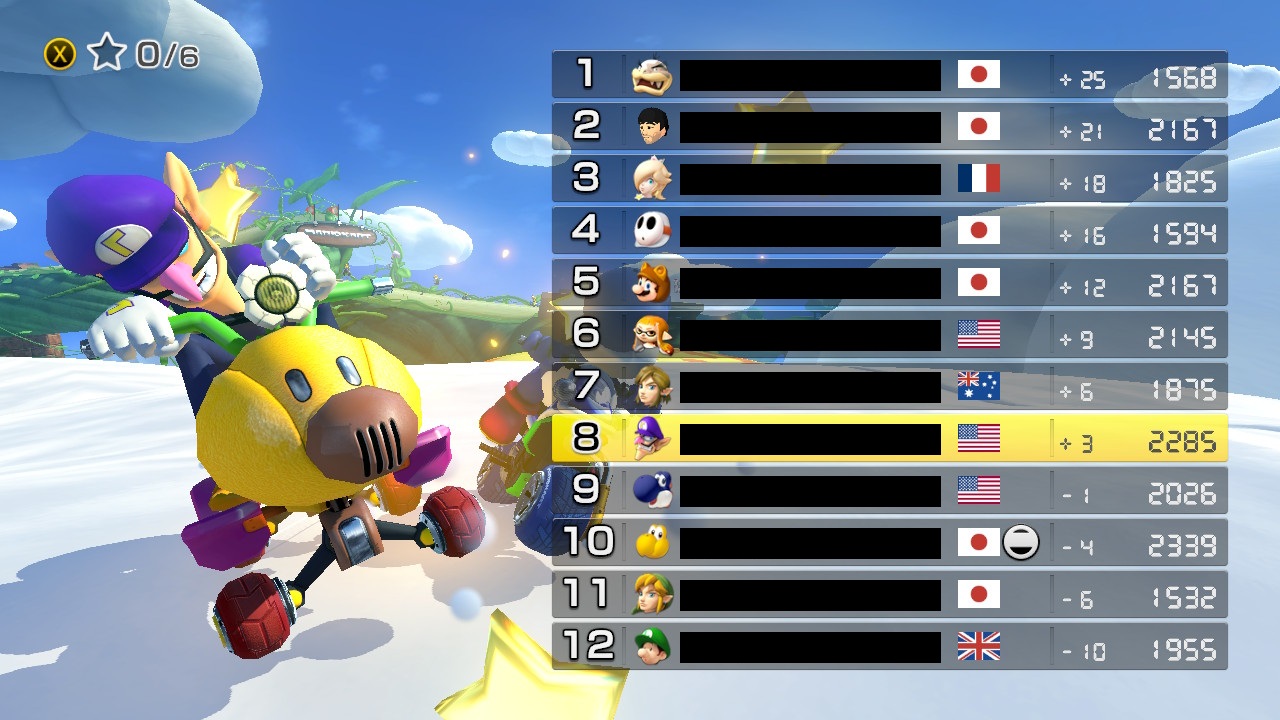 X 0/6
MARIOKART
1 + 25 1568
2 + 21 2167
3 + 18 1825
4 + 16 1594
5 + 12 2167
6 + 9 2145
7 + 6 1875
8 + 3 2285
9 - 1 2026
10 - 4 2339
11 - 6 1532
12 - 10 1955